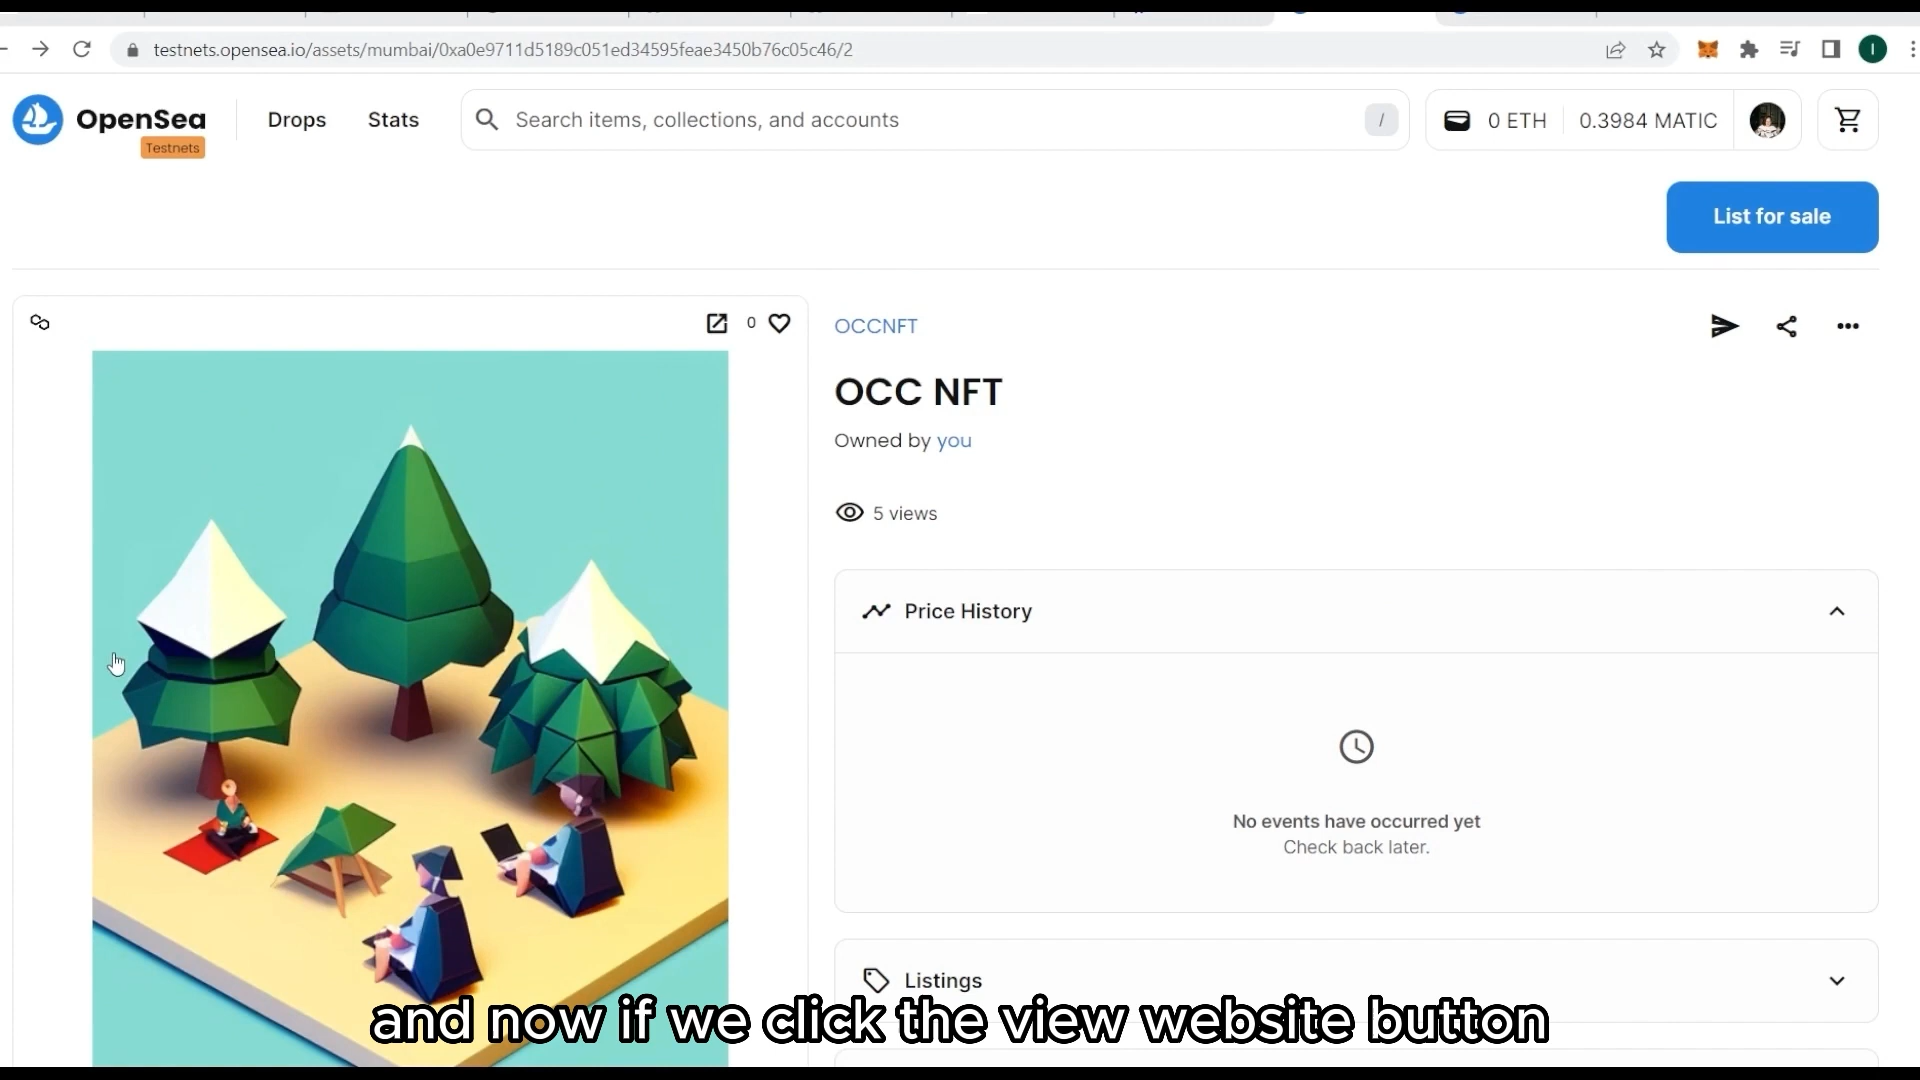 testnets.opensea.io/assets/mumbai/0xa0e9711d5189c051ed34595feae3450b76c05c46/2
I
OpenSea
Testnets
Drops
Stats
Search items, collections, and accounts
/
0 ETH
0.3984 MATIC
List for sale
0
OCCNFT
OCC NFT
Owned by you
5 views
Price History
No events have occurred yet
Check back later.
Listings
and now if we click the view website button